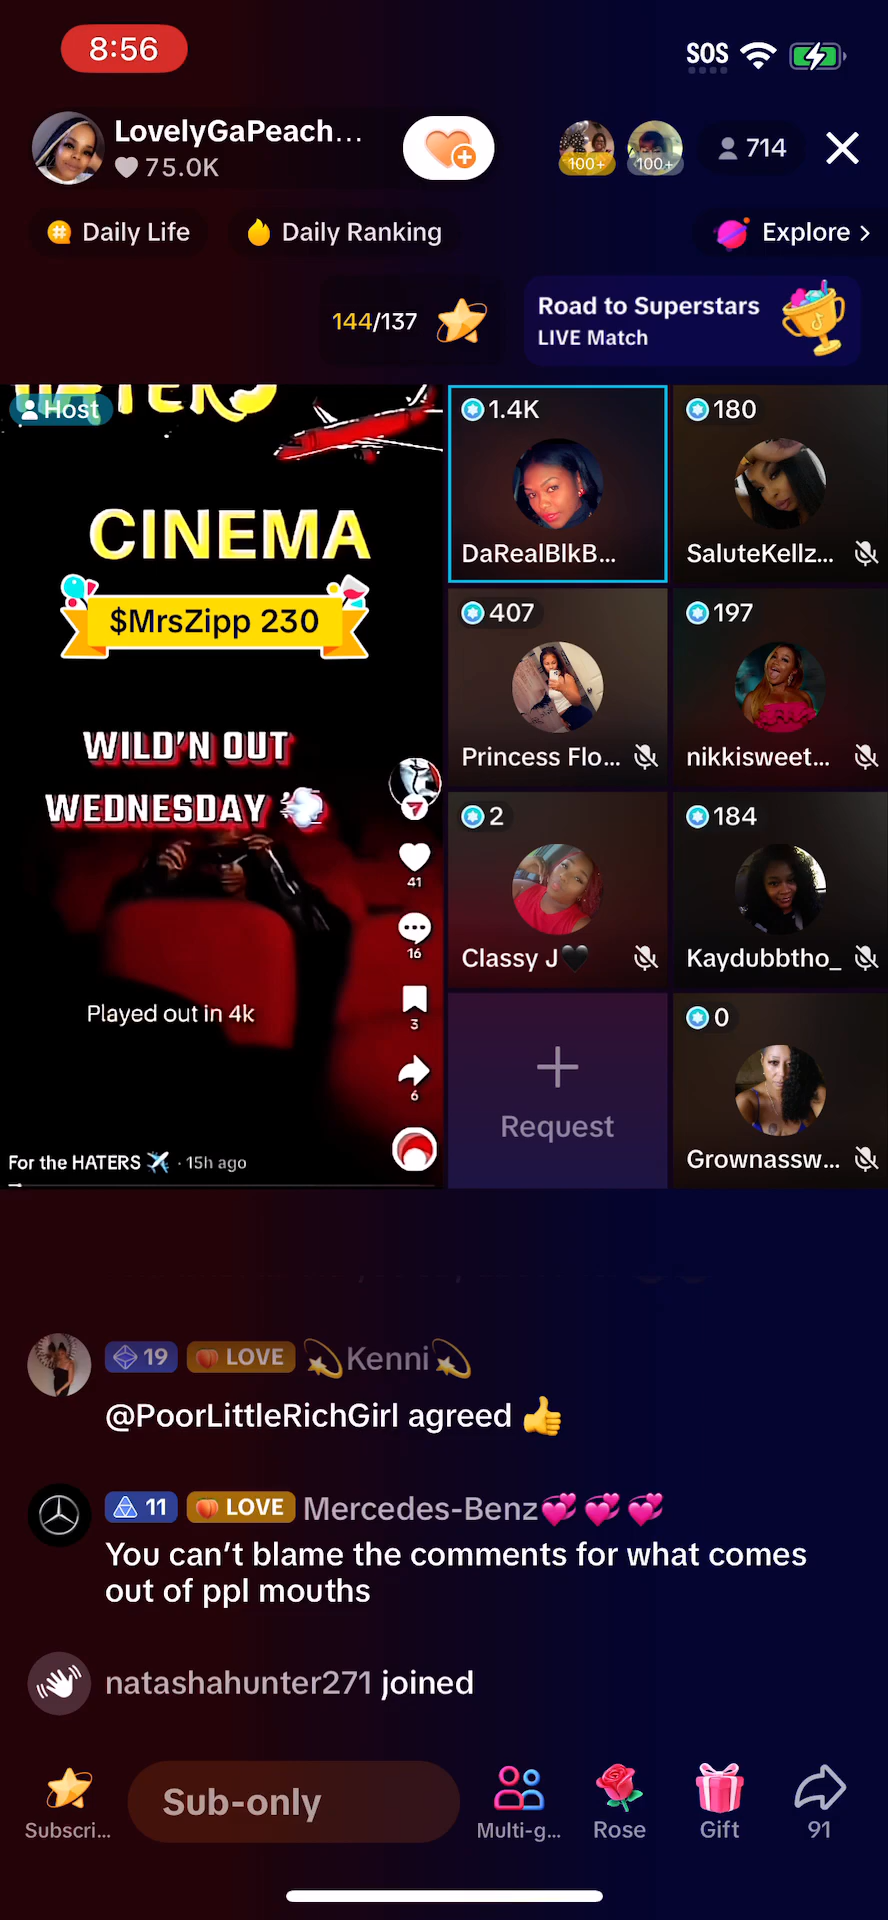 8:56
SOS
LovelyGaPeach...
75.0K
100+
100+
714
Daily Life
Daily Ranking
Explore >
144/137
Road to Superstars
LIVE Match
HATERS
Host
CINEMA
$MrsZipp 230
WILD'N OUT
WEDNESDAY
41
16
3
6
Played out in 4k
For the HATERS ✈️ · 15h ago
1.4K
DaRealBlkB...
180
SaluteKellz...
407
Princess Flo...
197
nikkisweet...
2
Classy J🖤
184
Kaydubbtho_
Request
0
Grownassw...
19 🍑 LOVE 💫Kenni💫
@PoorLittleRichGirl agreed 👍
11 🍑 LOVE Mercedes-Benz💞💞💞
You can't blame the comments for what comes
out of ppl mouths
natashahunter271 joined
Subscri...
Sub-only
Multi-g...
Rose
Gift
91